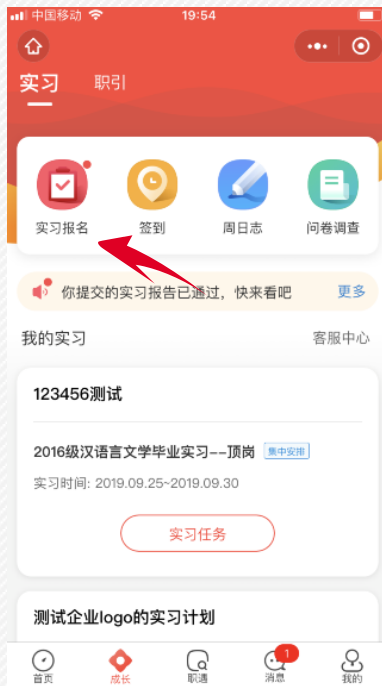 中国移动 19:54
实习 职引
实习报名 签到 周日志 问卷调查
你提交的实习报告已通过，快来看吧 更多
我的实习 客服中心
123456测试
2016级汉语言文学毕业实习--顶岗 集中安排
实习时间: 2019.09.25~2019.09.30
实习任务
测试企业logo的实习计划
1
首页 成长 职遇 消息 我的